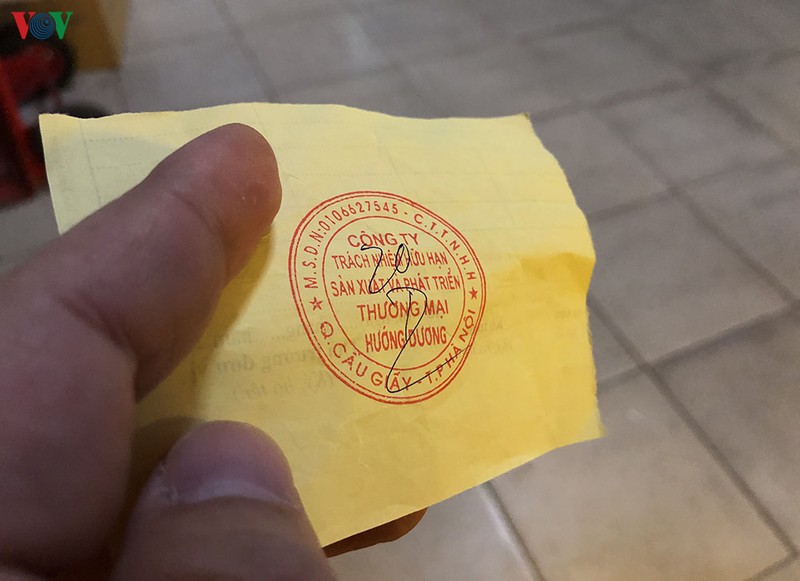 VOV
M.S.D.N:0106627545 - C.T.T.N.H.H
CÔNG TY
TRÁCH NHIỆM HỮU HẠN
SẢN XUẤT VÀ PHÁT TRIỂN
THƯƠNG MẠI
HƯỚNG DƯƠNG
Q.CẦU GIẤY - T.P HÀ NỘI